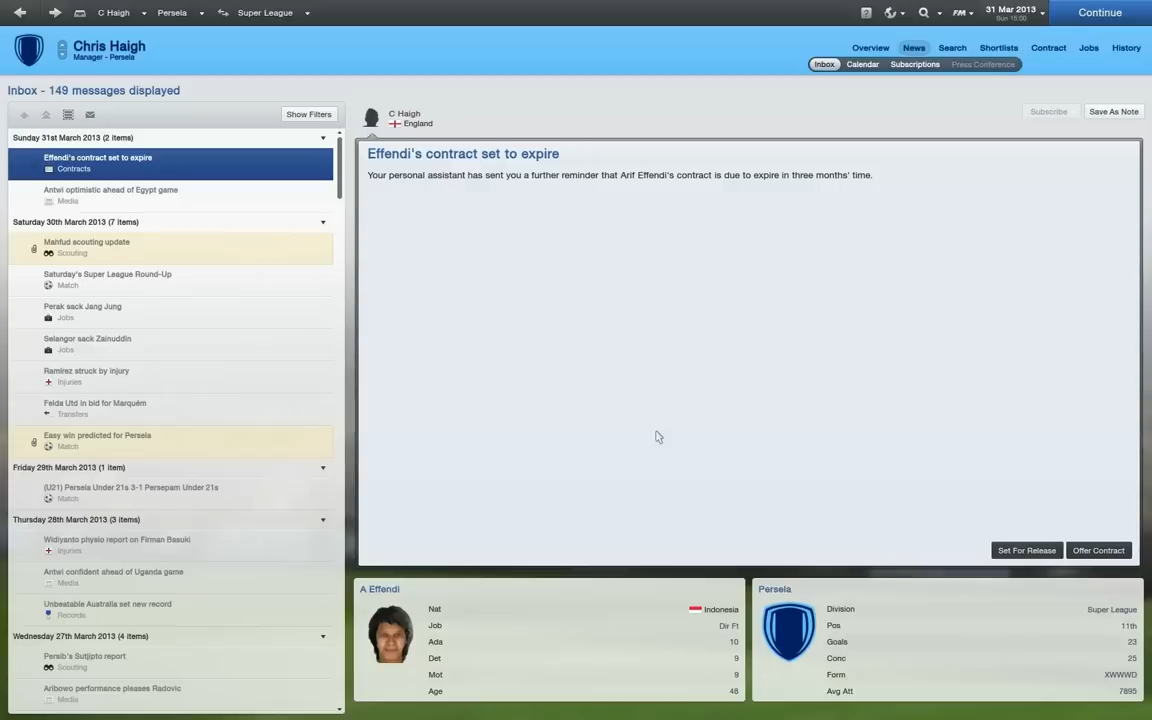 C Haigh
Persela
Super League
FM
31 Mar 2013
Sun 15:00
Continue
Chris Haigh
Manager - Persela
Overview
News
Search
Shortlists
Contract
Jobs
History
Inbox
Calendar
Subscriptions
Press Conference
Inbox - 149 messages displayed
Show Filters
Sunday 31st March 2013 (2 items)
Effendi's contract set to expire
Contracts
Antwi optimistic ahead of Egypt game
Media
Saturday 30th March 2013 (7 items)
Mahfud scouting update
Scouting
Saturday's Super League Round-Up
Match
Perak sack Jang Jung
Jobs
Selangor sack Zainuddin
Jobs
Ramírez struck by injury
Injuries
Felda Utd in bid for Marquém
Transfers
Easy win predicted for Persela
Match
Friday 29th March 2013 (1 item)
(U21) Persela Under 21s 3-1 Persepam Under 21s
Match
Thursday 28th March 2013 (3 items)
Widiyanto physio report on Firman Basuki
Injuries
Antwi confident ahead of Uganda game
Media
Unbeatable Australia set new record
Records
Wednesday 27th March 2013 (4 items)
Persib's Sutjipto report
Scouting
Aribowo performance pleases Radovic
Media
C Haigh
England
Subscribe
Save As Note
Effendi's contract set to expire
Your personal assistant has sent you a further reminder that Arif Effendi's contract is due to expire in three months' time.
Set For Release
Offer Contract
A Effendi
Nat Indonesia
Job Dir Ft
Ada 10
Det 9
Mot 9
Age 48
Persela
Division Super League
Pos 11th
Goals 23
Conc 25
Form XWWWD
Avg Att 7895